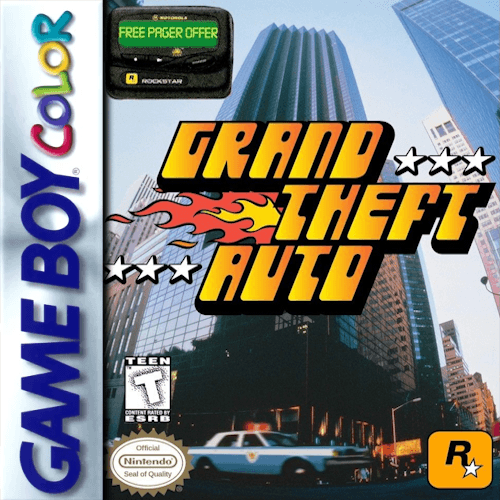 GAME BOY COLOR
MOTOROLA
FREE PAGER OFFER
R ROCKSTAR
GRAND
THEFT
AUTO
TEEN
T
CONTENT RATED BY
ESRB
Official
Nintendo
Seal of Quality
R